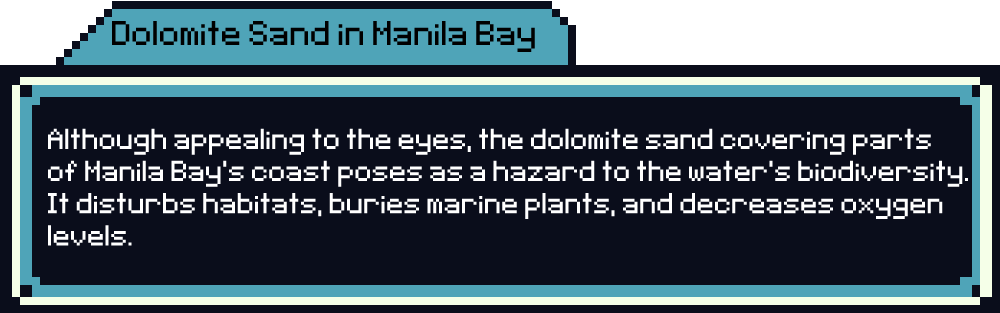 Dolomite Sand in Manila Bay
Although appealing to the eyes, the dolomite sand covering parts
of Manila Bay's coast poses as a hazard to the water's biodiversity.
It disturbs habitats, buries marine plants, and decreases oxygen
levels.